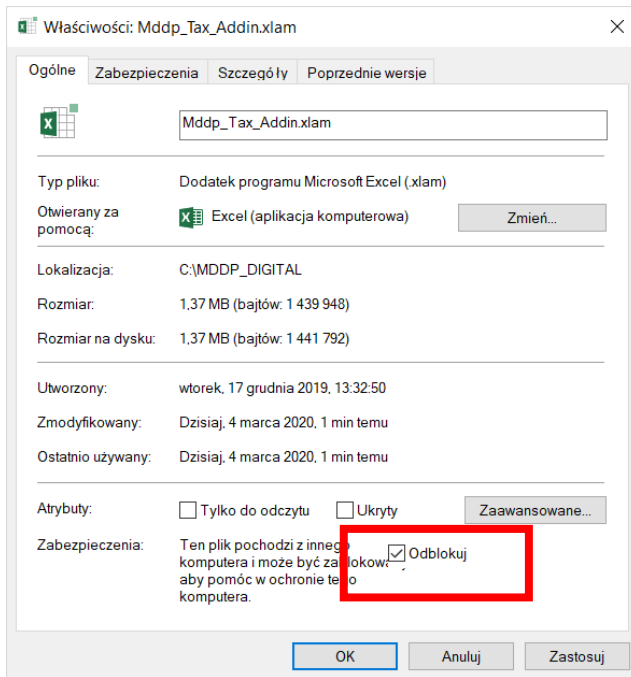 Właściwości: Mddp_Tax_Addin.xlam
Ogólne Zabezpieczenia Szczegóły Poprzednie wersje
Mddp_Tax_Addin.xlam
Typ pliku: Dodatek programu Microsoft Excel (.xlam)
Otwierany za
pomocą: Excel (aplikacja komputerowa) Zmień...
Lokalizacja: C:\MDDP_DIGITAL
Rozmiar: 1,37 MB (bajtów: 1 439 948)
Rozmiar na dysku: 1,37 MB (bajtów: 1 441 792)
Utworzony: wtorek, 17 grudnia 2019, 13:32:50
Zmodyfikowany: Dzisiaj, 4 marca 2020, 1 min temu
Ostatnio używany: Dzisiaj, 4 marca 2020, 1 min temu
Atrybuty: Tylko do odczytu Ukryty Zaawansowane...
Zabezpieczenia: Ten plik pochodzi z innego
komputera i może być Odblokuj
aby pomóc w ochronie tego
komputera.
OK Anuluj Zastosuj